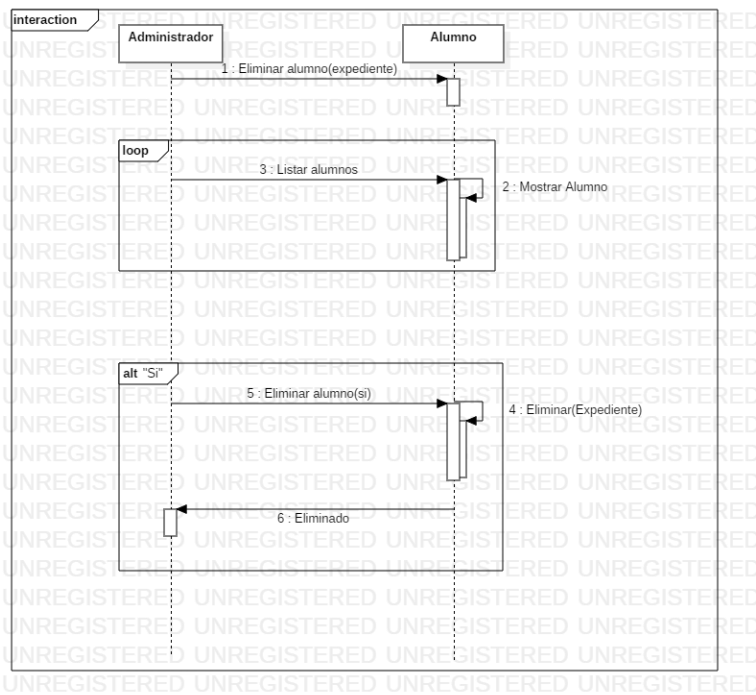 interaction
Administrador
Alumno
1 : Eliminar alumno(expediente)
loop
3 : Listar alumnos
2 : Mostrar Alumno
alt "Si"
5 : Eliminar alumno(si)
4 : Eliminar(Expediente)
6 : Eliminado
UNREGISTERED